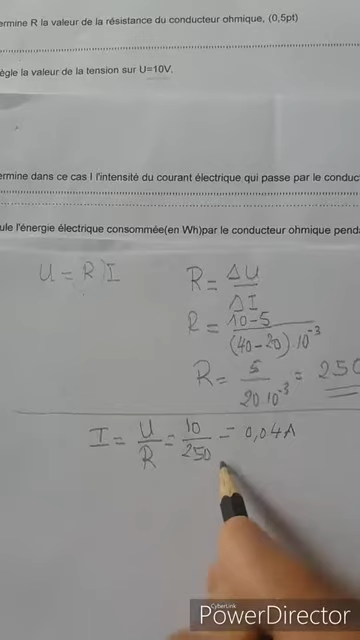 ermine R la valeur de la résistance du conducteur ohmique, (0,5pt)
ègle la valeur de la tension sur U=10V.
ermine dans ce cas I l'intensité du courant électrique qui passe par le conduct
ule l'énergie électrique consommée(en Wh)par le conducteur ohmique penda
U = R I
R = ΔU / ΔI
R = 10-5 / (40-20)·10⁻³
R = 5 / 20·10⁻³ = 250
I = U / R = 10 / 250 = 0,04A
CyberLink
PowerDirector